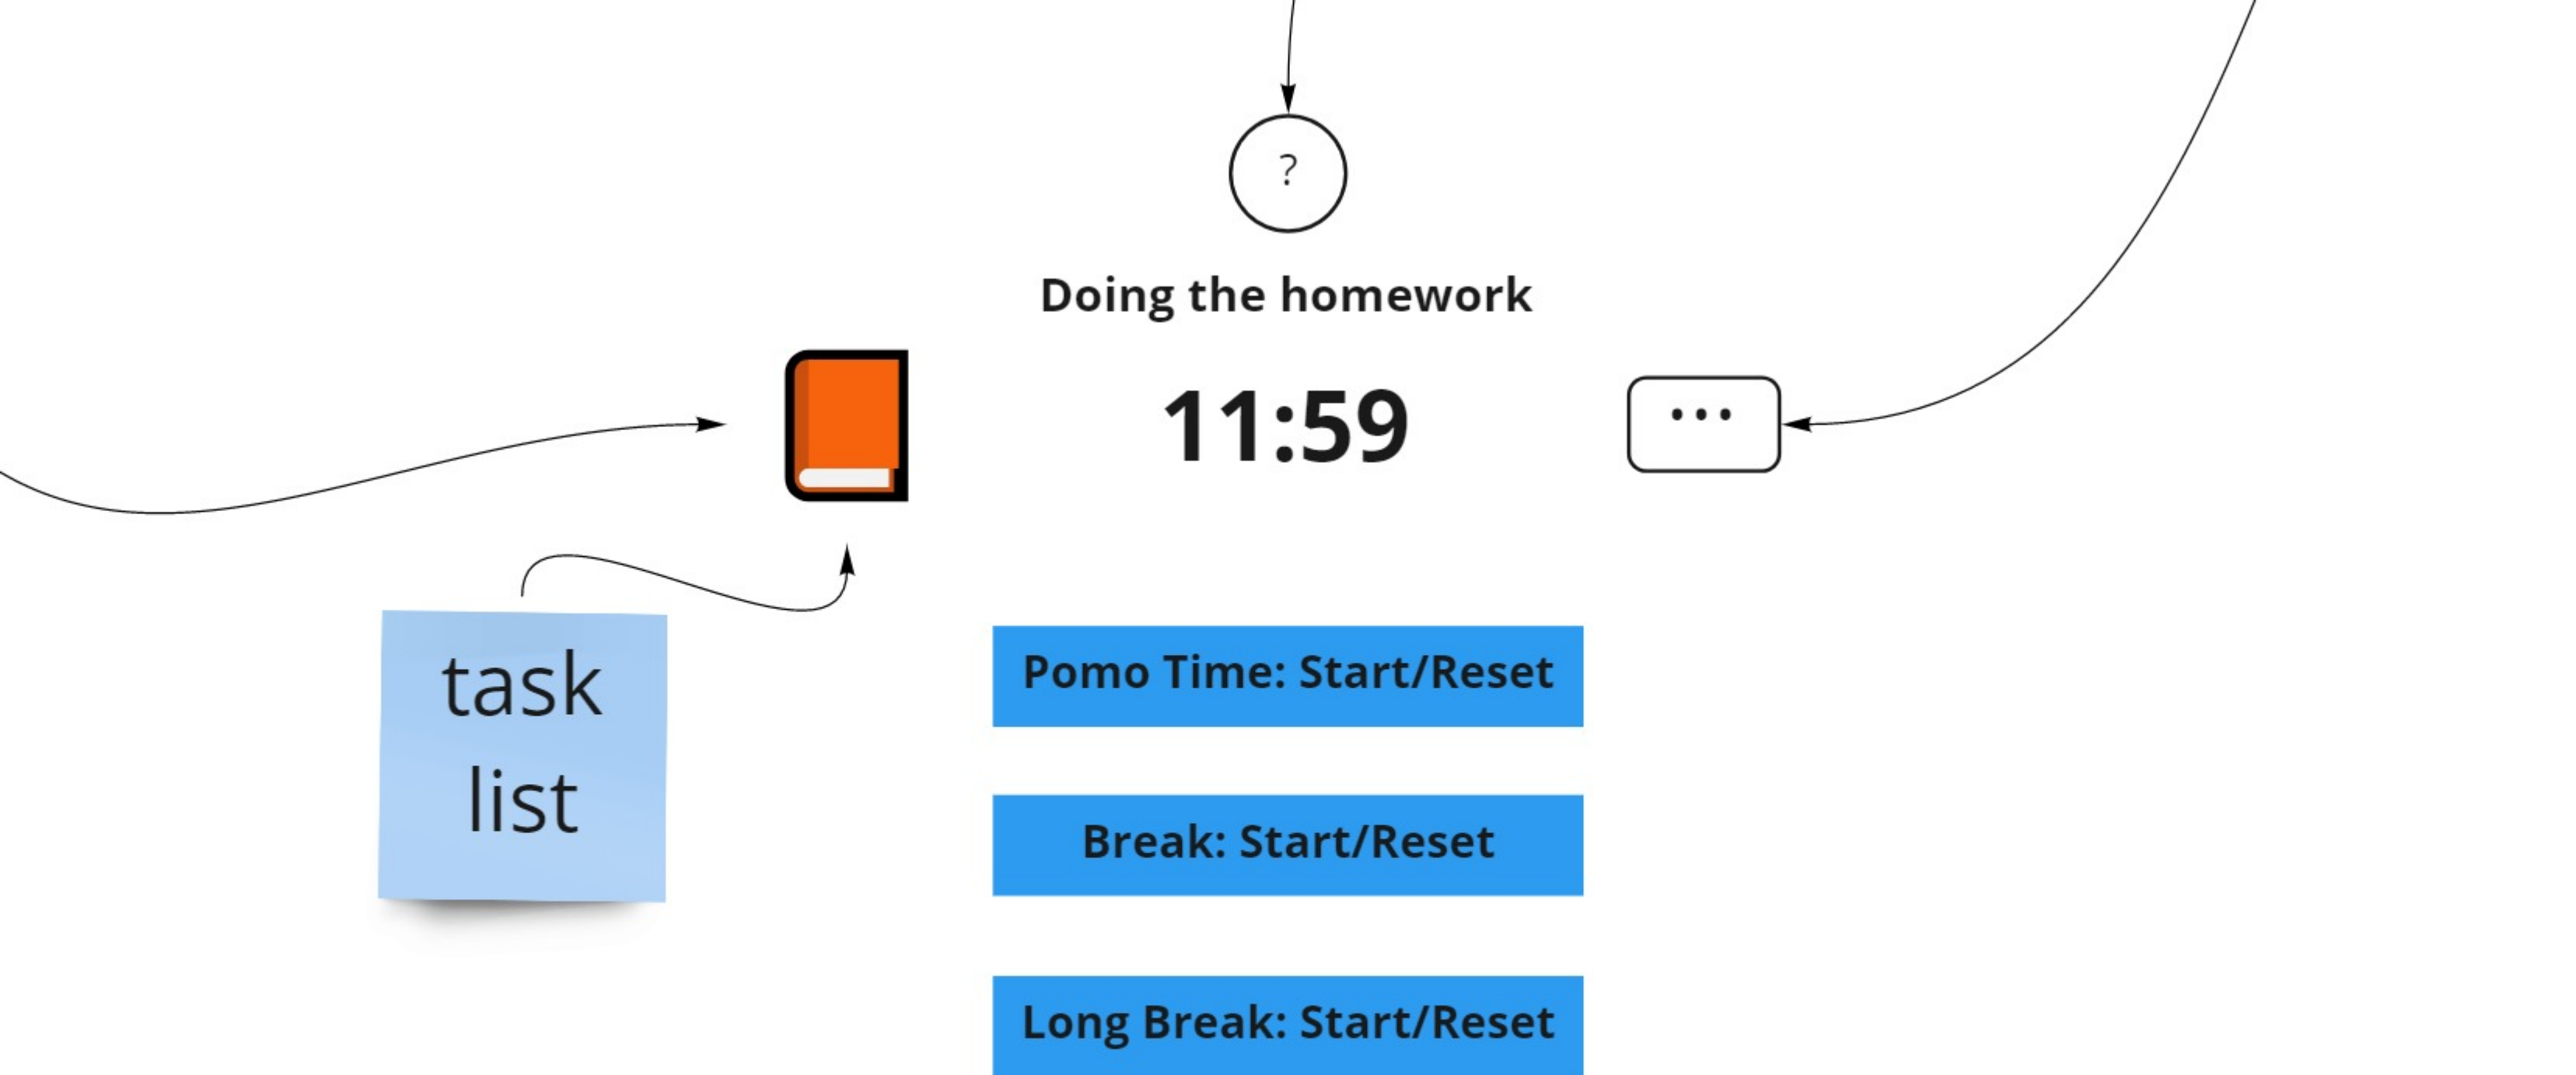 ?
Doing the homework
11:59
...
task
list
Pomo Time: Start/Reset
Break: Start/Reset
Long Break: Start/Reset